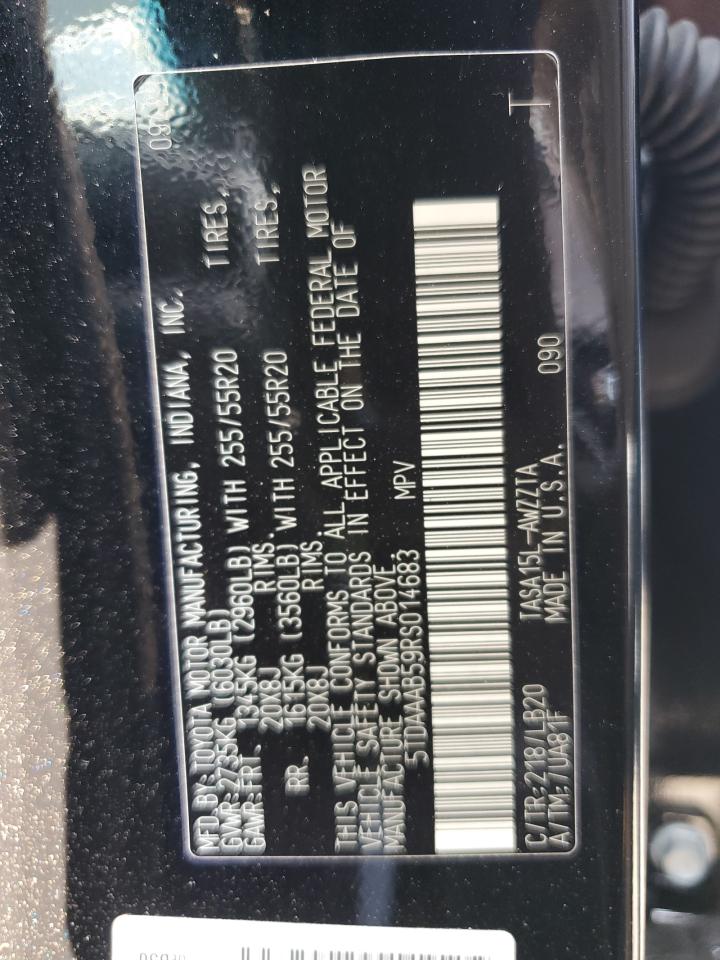 MFD BY: TOYOTA MOTOR MANUFACTURING, INDIANA, INC.
GVWR: 2735KG (6030LB)
GAWR: FRT. 1345KG (2960LB) WITH 255/55R20 TIRES,
20X8J RIMS.
RR. 1615KG (3560LB) WITH 255/55R20 TIRES,
20X8J RIMS.
THIS VEHICLE CONFORMS TO ALL APPLICABLE FEDERAL MOTOR
VEHICLE SAFETY STANDARDS IN EFFECT ON THE DATE OF
MANUFACTURE SHOWN ABOVE.
5TDAAAB59RS014683 MPV
C/TR: 218/LB20 TASA15L-AWZZTA 090 T
A/TM: /UA81F MADE IN U.S.A.